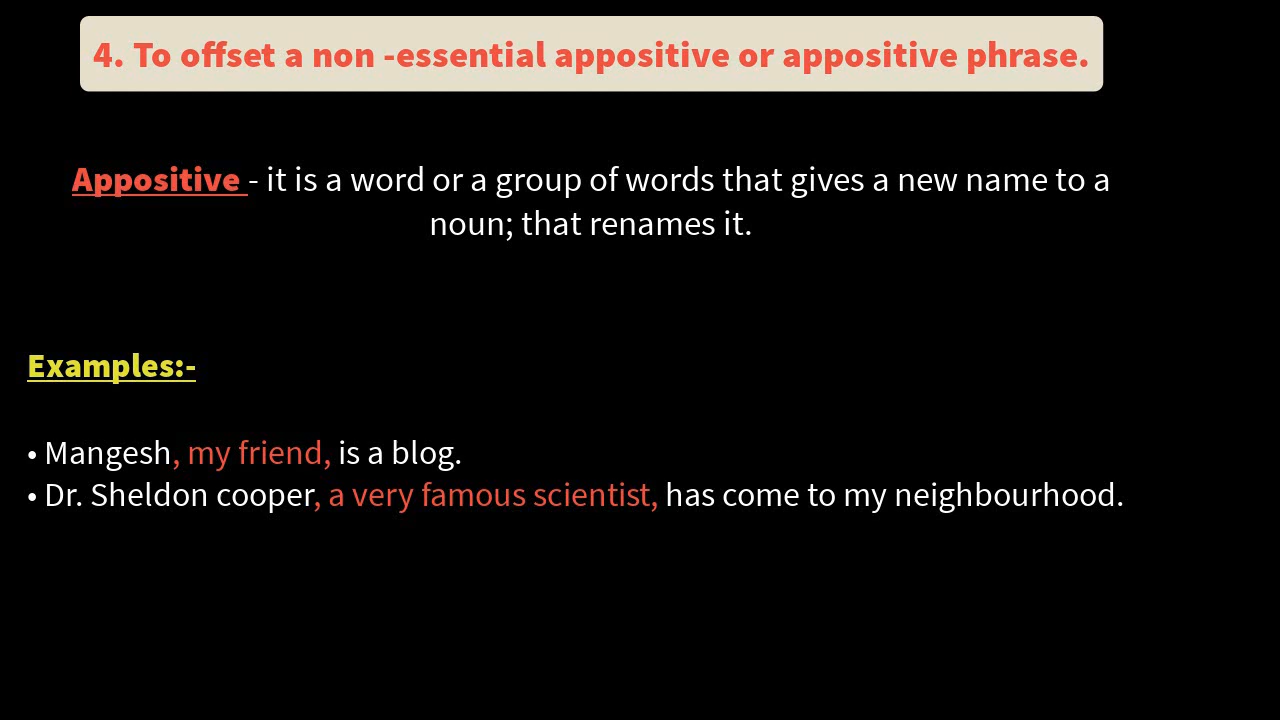 4. To offset a non -essential appositive or appositive phrase.
Appositive - it is a word or a group of words that gives a new name to a
noun; that renames it.
Examples:-
• Mangesh, my friend, is a blog.
• Dr. Sheldon cooper, a very famous scientist, has come to my neighbourhood.